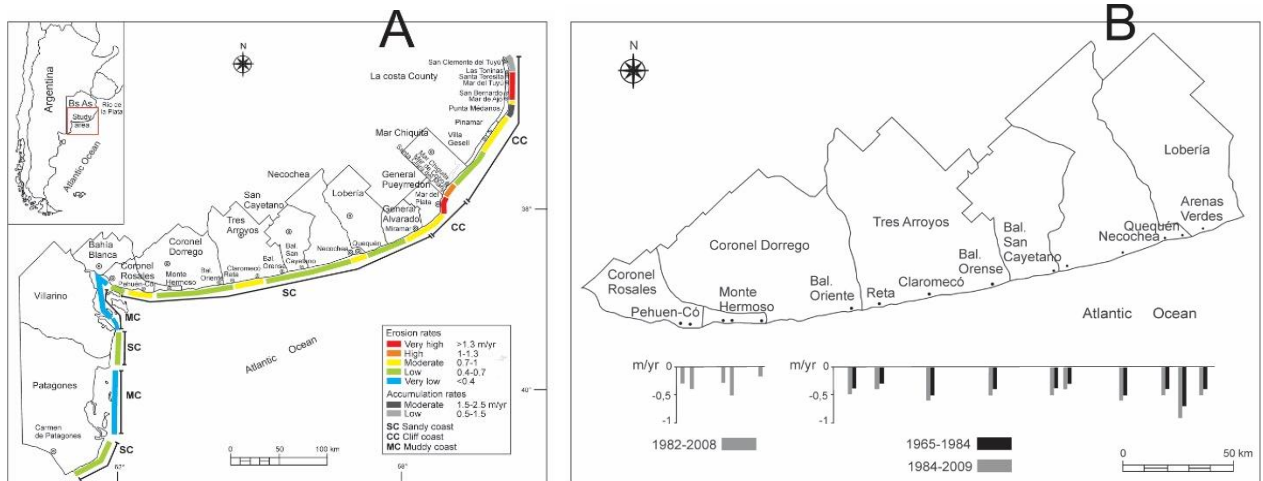 A
N
Argentina
Bs As
Rio de
la Plata
Study
area
Atlantic Ocean
La costa County
San Clemente del Tuyú
Las Toninas
Santa Teresita
Mar del Tuyú
San Bernardo
Mar de Ajo
Punta Médanos
Pinamar
Villa
Gesell
CC
Mar Chiquita
Mar Chiquita
General
Pueyrredón
Mar del
Plata
38°
CC
Necochea
Lobería
General
Alvarado
Miramar
San
Cayetano
Tres
Arroyos
Necochea
Quequén
Bal.
San
Cayetano
Bal.
Orense
Claromecó
Reta
Bal.
Oriente
Coronel
Dorrego
Monte
Hermoso
Bahía
Blanca
Coronel
Rosales
Pehuen-Có
SC
Villarino
MC
SC
Patagones
MC
Carmen
de Patagones
SC
Atlantic Ocean
Erosion rates
Very high >1.3 m/yr
High 1-1.3
Moderate 0.7-1
Low 0.4-0.7
Very low <0.4
Accumulation rates
Moderate 1.5-2.5 m/yr
Low 0.5-1.5
SC Sandy coast
CC Cliff coast
MC Muddy coast
40°
0 50 100 km
B
N
Lobería
Arenas
Verdes
Quequén
Necochea
Bal.
San
Cayetano
Tres Arroyos
Bal.
Orense
Claromecó
Reta
Coronel Dorrego
Bal.
Oriente
Coronel
Rosales
Monte
Hermoso
Pehuen-Có
Atlantic Ocean
m/yr 0
-0,5
-1
m/yr 0
-0,5
-1
1982-2008
1965-1984
1984-2009
0 50 km